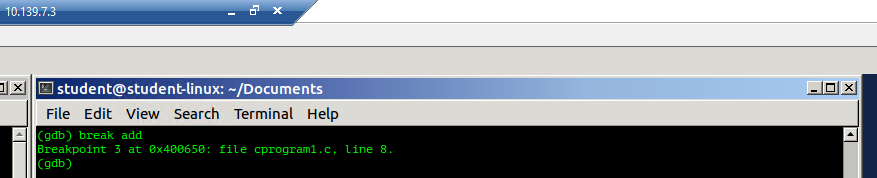 10.139.7.3
student@student-linux: ~/Documents
File Edit View Search Terminal Help
(gdb) break add
Breakpoint 3 at 0x400650: file cprogram1.c, line 8.
(gdb)